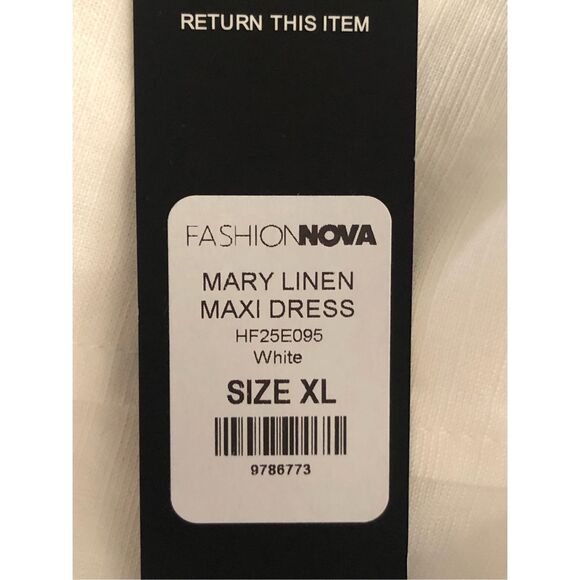 RETURN THIS ITEM
FASHIONNOVA
MARY LINEN
MAXI DRESS
HF25E095
White
SIZE XL
9786773